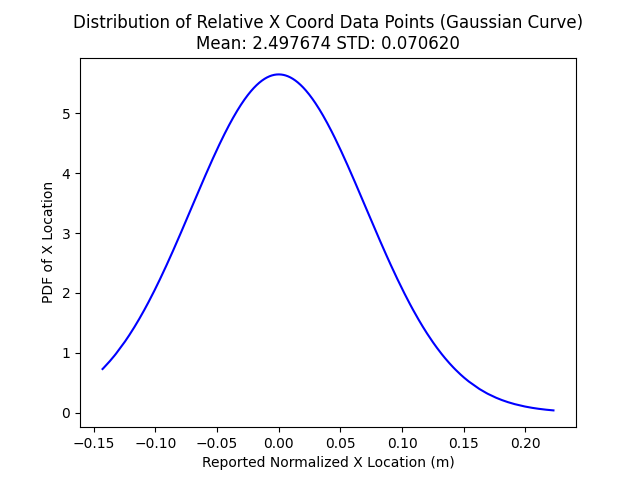 Distribution of Relative X Coord Data Points (Gaussian Curve)
Mean: 2.497674 STD: 0.070620
PDF of X Location
5
4
3
2
1
0
−0.15 −0.10 −0.05 0.00 0.05 0.10 0.15 0.20
Reported Normalized X Location (m)